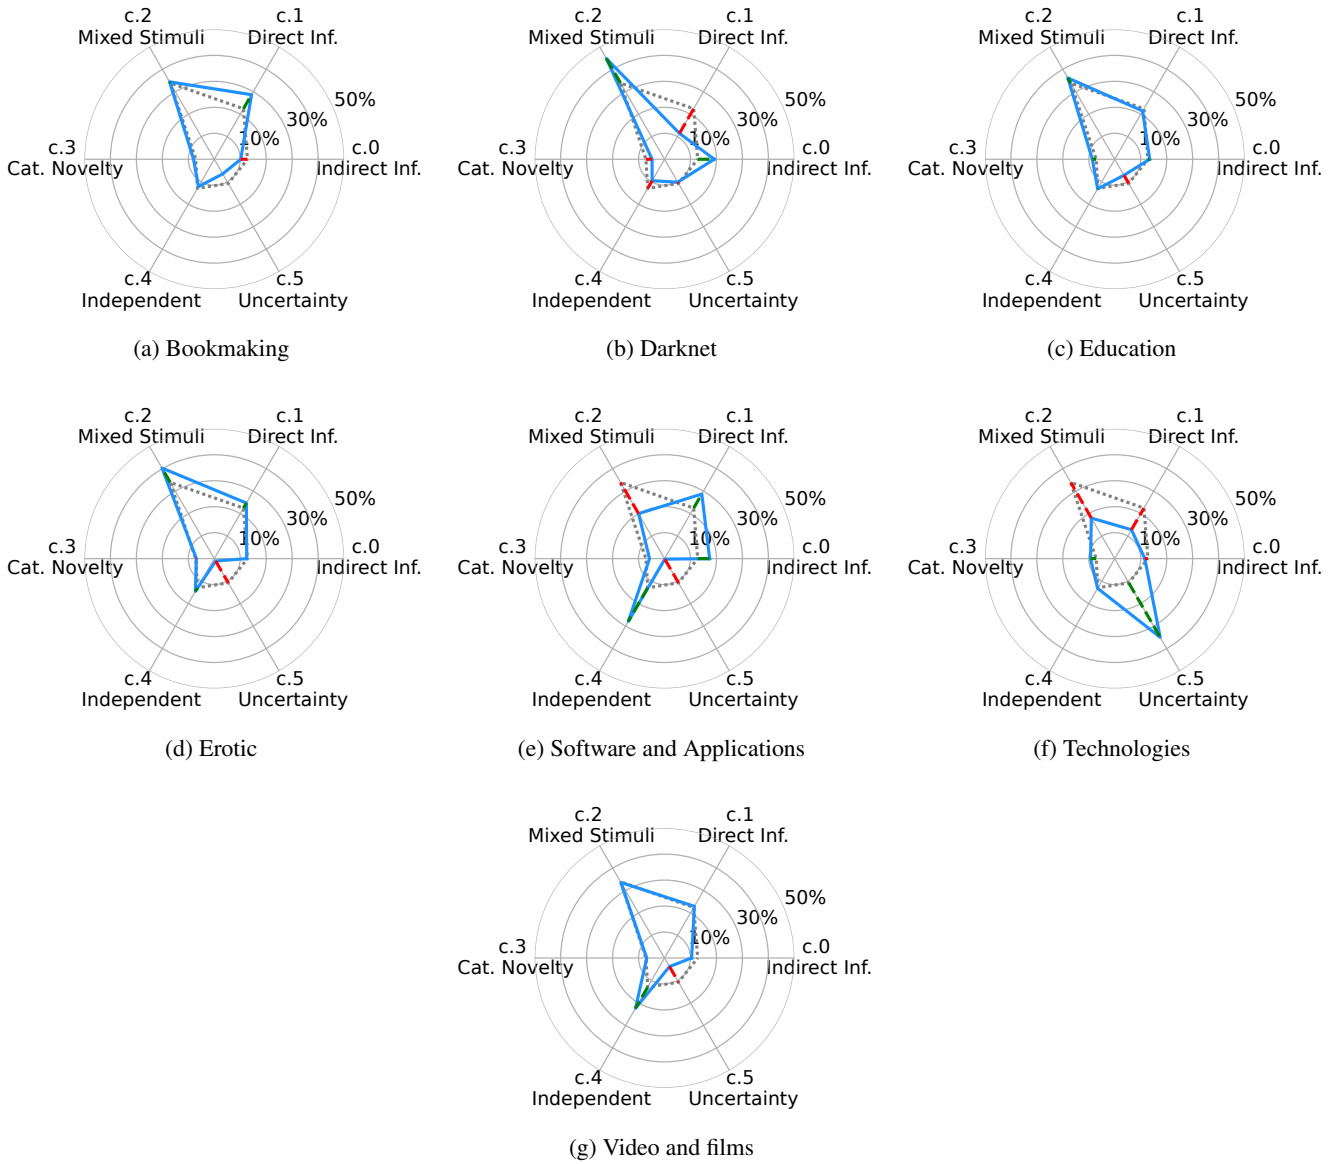 c.2
Mixed Stimuli
c.1
Direct Inf.
50%
30%
10%
c.3
Cat. Novelty
c.0
Indirect Inf.
c.4
Independent
c.5
Uncertainty
(a) Bookmaking
c.2
Mixed Stimuli
c.1
Direct Inf.
50%
30%
10%
c.3
Cat. Novelty
c.0
Indirect Inf.
c.4
Independent
c.5
Uncertainty
(b) Darknet
c.2
Mixed Stimuli
c.1
Direct Inf.
50%
30%
10%
c.3
Cat. Novelty
c.0
Indirect Inf.
c.4
Independent
c.5
Uncertainty
(c) Education
c.2
Mixed Stimuli
c.1
Direct Inf.
50%
30%
10%
c.3
Cat. Novelty
c.0
Indirect Inf.
c.4
Independent
c.5
Uncertainty
(d) Erotic
c.2
Mixed Stimuli
c.1
Direct Inf.
50%
30%
10%
c.3
Cat. Novelty
c.0
Indirect Inf.
c.4
Independent
c.5
Uncertainty
(e) Software and Applications
c.2
Mixed Stimuli
c.1
Direct Inf.
50%
30%
10%
c.3
Cat. Novelty
c.0
Indirect Inf.
c.4
Independent
c.5
Uncertainty
(f) Technologies
c.2
Mixed Stimuli
c.1
Direct Inf.
50%
30%
10%
c.3
Cat. Novelty
c.0
Indirect Inf.
c.4
Independent
c.5
Uncertainty
(g) Video and films